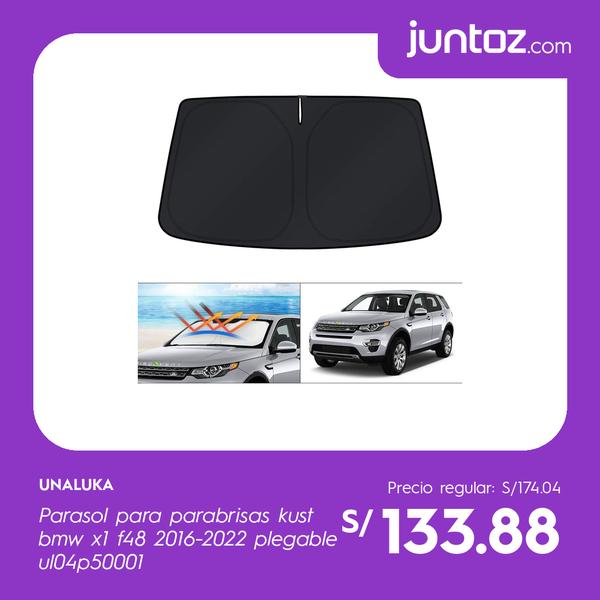 juntoz.com
UNALUKA
Precio regular: S/174.04
Parasol para parabrisas kust
bmw x1 f48 2016-2022 plegable
ul04p50001
S/ 133.88